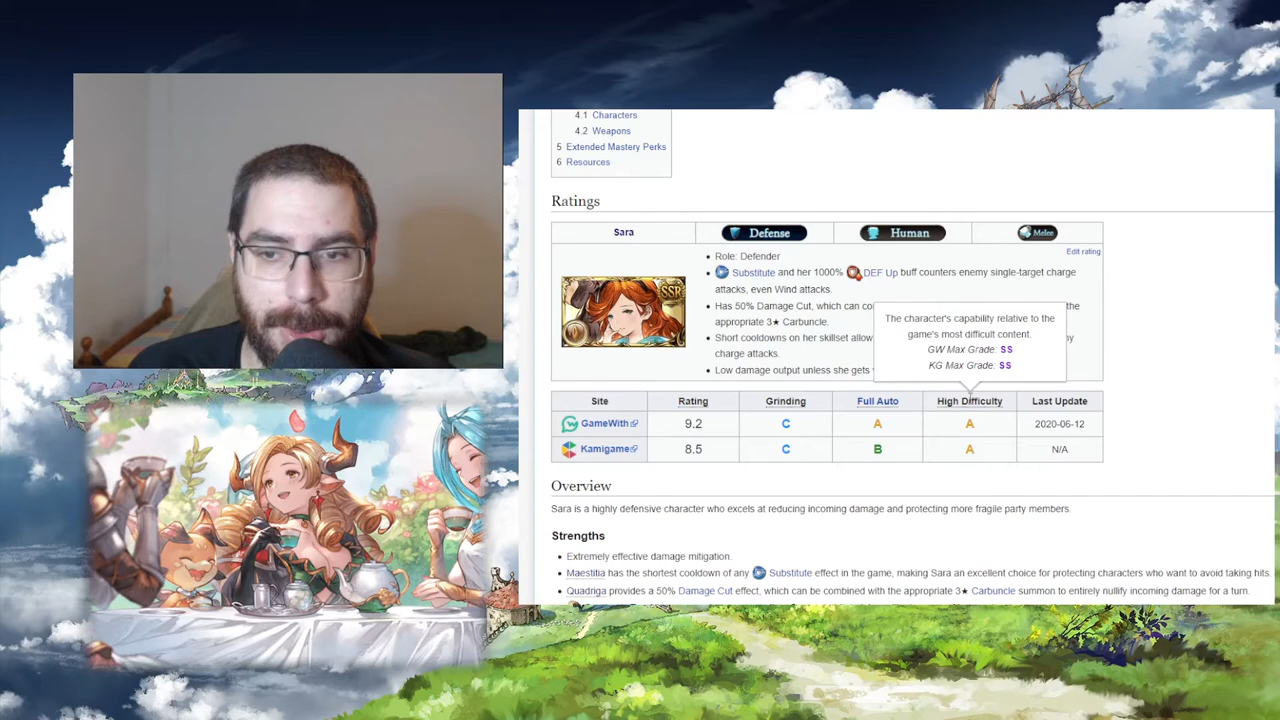 4.1 Characters
4.2 Weapons
5 Extended Mastery Perks
6 Resources
Ratings
Sara
Defense
Human
Melee
Edit rating
Role: Defender
Substitute and her 1000% DEF Up buff counters enemy single-target charge
attacks, even Wind attacks.
Has 50% Damage Cut, which can the
appropriate 3★ Carbuncle.
Short cooldowns on her skillset allow
charge attacks.
Low damage output unless she gets
SSR
The character's capability relative to the
game's most difficult content.
GW Max Grade: SS
KG Max Grade: SS
Site Rating Grinding Full Auto High Difficulty Last Update
GameWith 9.2 C A A 2020-06-12
Kamigame 8.5 C B A N/A
Overview
Sara is a highly defensive character who excels at reducing incoming damage and protecting more fragile party members.
Strengths
Extremely effective damage mitigation.
Maestitia has the shortest cooldown of any Substitute effect in the game, making Sara an excellent choice for protecting characters who want to avoid taking hits.
Quadriga provides a 50% Damage Cut effect, which can be combined with the appropriate 3★ Carbuncle summon to entirely nullify incoming damage for a turn.